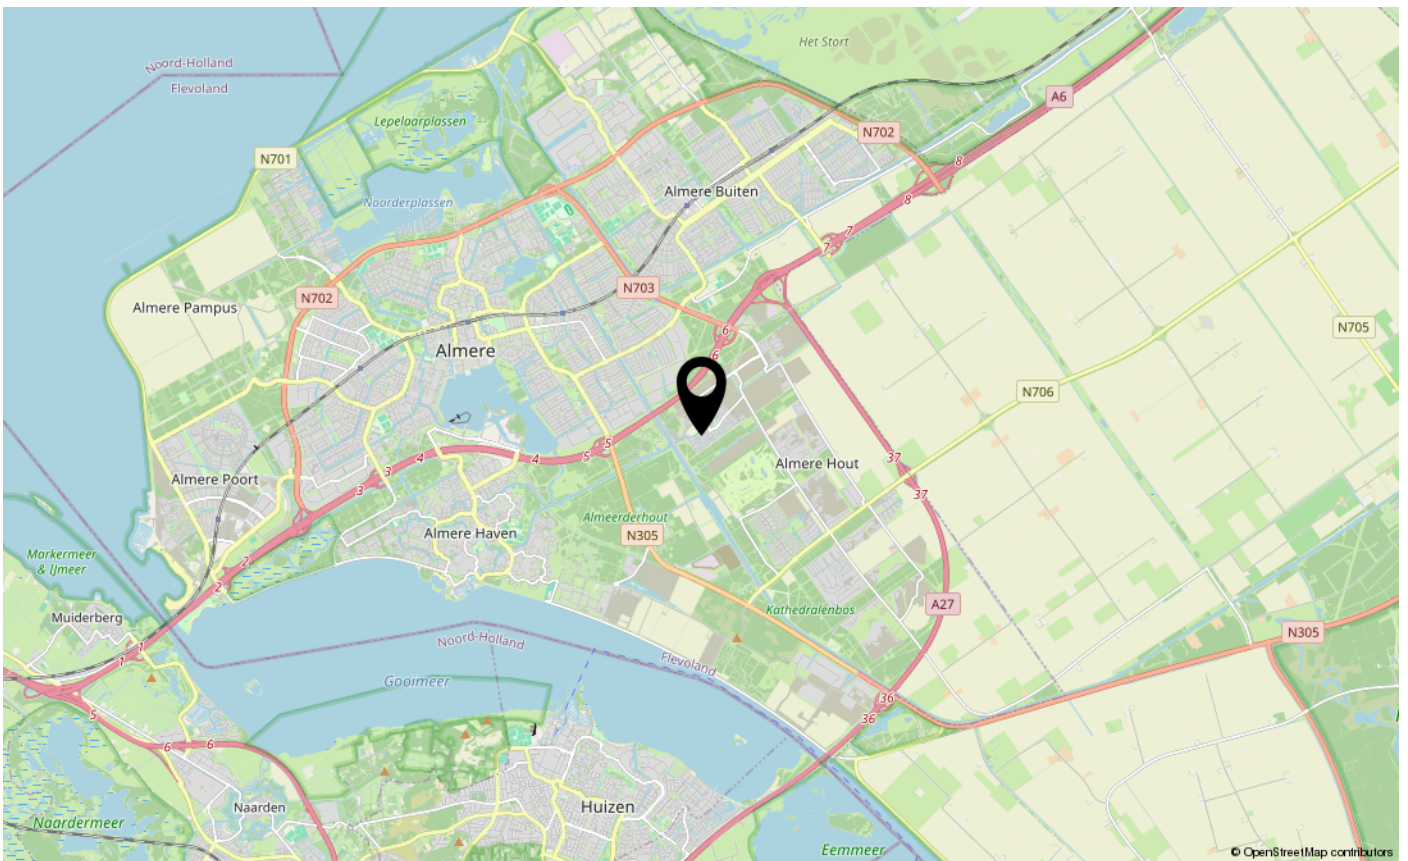 Het Stort
Noord-Holland
Flevoland
A6
Lepelaarplassen
N702
N701
8
Almere Buiten
8
Noorderplassen
7
7
N703
N702
Almere Pampus
6
N705
Almere
6
N706
5
4
4
5
37
Almere Hout
3
3
Almere Poort
37
Almeerderhout
Almere Haven
N305
Markermeer
& IJmeer
2
2
A27
Kathedralenbos
Muiderberg
N305
Noord-Holland
1
1
Flevoland
Gooimeer
36
36
5
6
6
Naarden
Huizen
Naardermeer
Eemmeer
© OpenStreetMap contributors